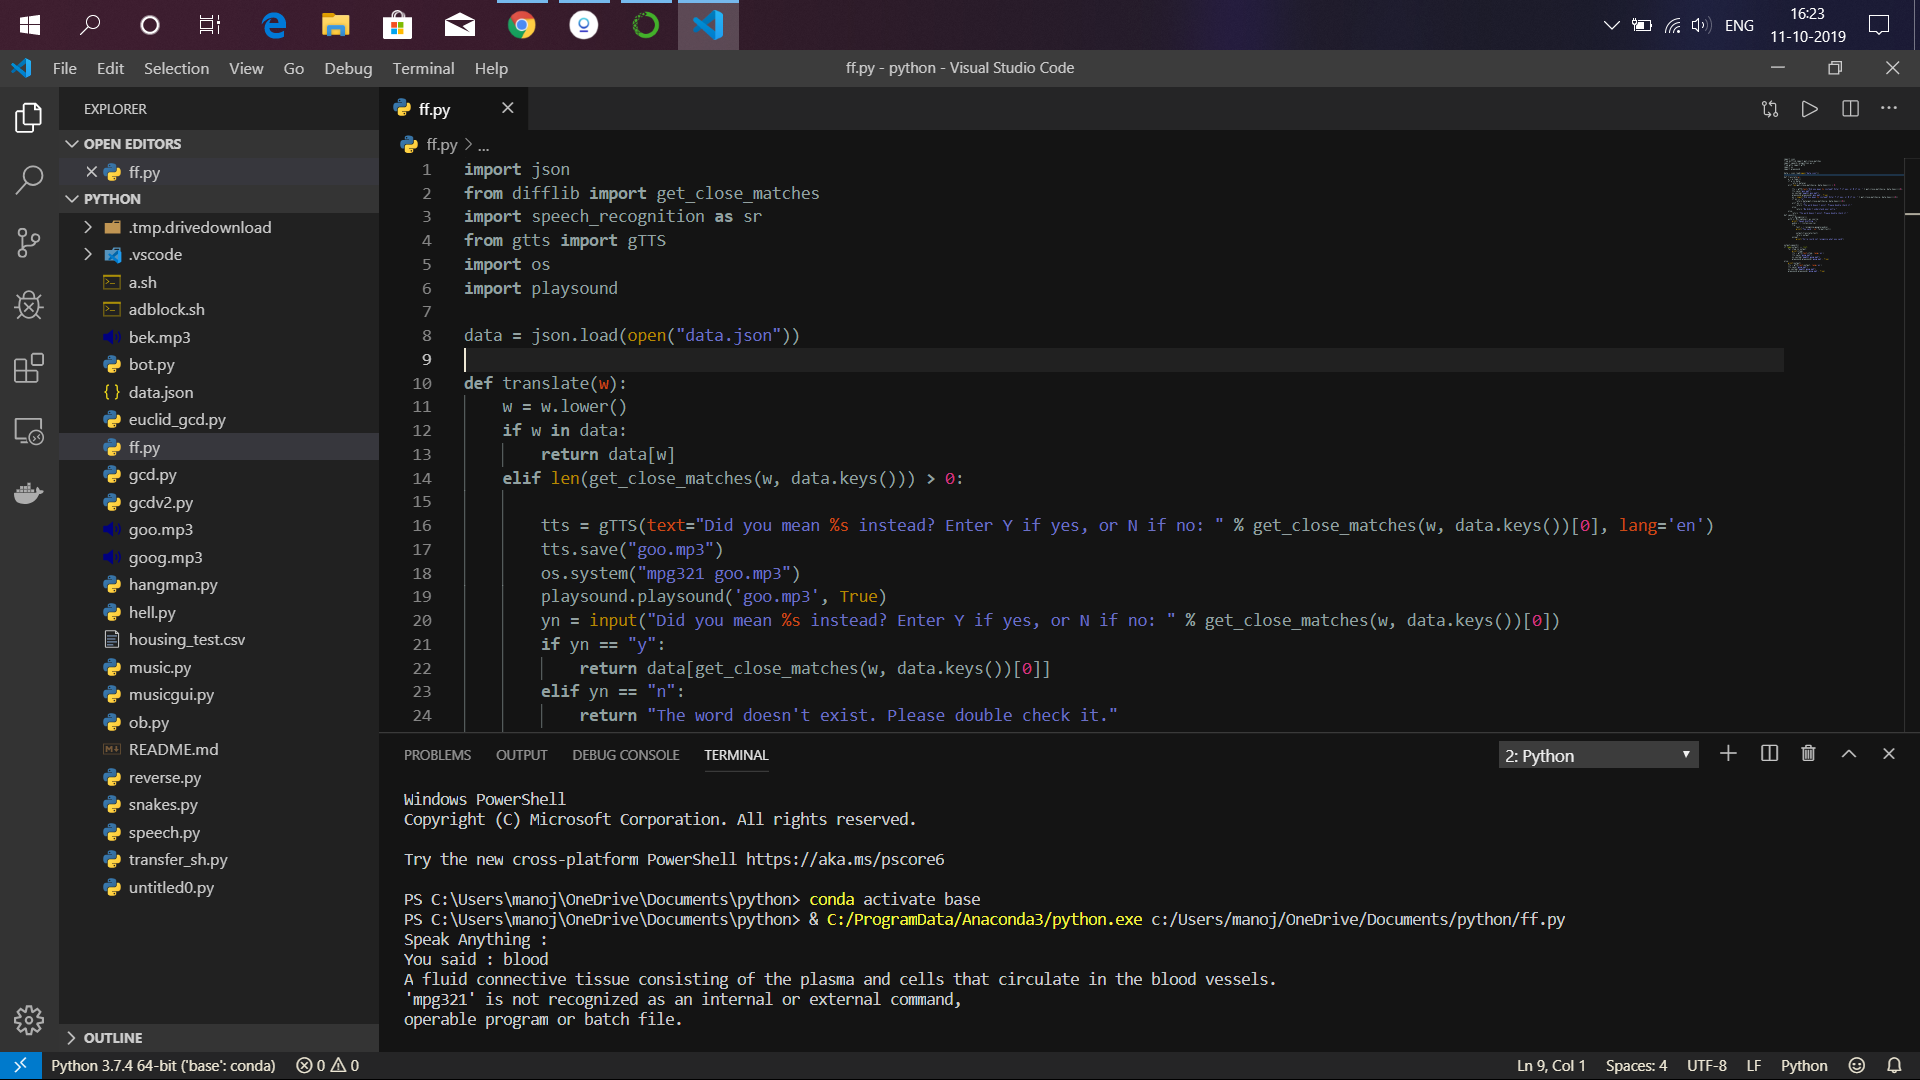 ENG
16:23
11-10-2019
File Edit Selection View Go Debug Terminal Help
ff.py - python - Visual Studio Code
EXPLORER
OPEN EDITORS
ff.py
PYTHON
.tmp.drivedownload
.vscode
a.sh
adblock.sh
bek.mp3
bot.py
data.json
euclid_gcd.py
ff.py
gcd.py
gcdv2.py
goo.mp3
goog.mp3
hangman.py
hell.py
housing_test.csv
music.py
musicgui.py
ob.py
README.md
reverse.py
snakes.py
speech.py
transfer_sh.py
untitled0.py
OUTLINE
ff.py
ff.py > ...
1 import json
2 from difflib import get_close_matches
3 import speech_recognition as sr
4 from gtts import gTTS
5 import os
6 import playsound
7
8 data = json.load(open("data.json"))
9
10 def translate(w):
11     w = w.lower()
12     if w in data:
13         return data[w]
14     elif len(get_close_matches(w, data.keys())) > 0:
15
16         tts = gTTS(text="Did you mean %s instead? Enter Y if yes, or N if no: " % get_close_matches(w, data.keys())[0], lang='en')
17         tts.save("goo.mp3")
18         os.system("mpg321 goo.mp3")
19         playsound.playsound('goo.mp3', True)
20         yn = input("Did you mean %s instead? Enter Y if yes, or N if no: " % get_close_matches(w, data.keys())[0])
21         if yn == "y":
22             return data[get_close_matches(w, data.keys())[0]]
23         elif yn == "n":
24             return "The word doesn't exist. Please double check it."
PROBLEMS OUTPUT DEBUG CONSOLE TERMINAL
2: Python
Windows PowerShell
Copyright (C) Microsoft Corporation. All rights reserved.
Try the new cross-platform PowerShell https://aka.ms/pscore6
PS C:\Users\manoj\OneDrive\Documents\python> conda activate base
PS C:\Users\manoj\OneDrive\Documents\python> & C:/ProgramData/Anaconda3/python.exe c:/Users/manoj/OneDrive/Documents/python/ff.py
Speak Anything :
You said : blood
A fluid connective tissue consisting of the plasma and cells that circulate in the blood vessels.
'mpg321' is not recognized as an internal or external command,
operable program or batch file.
Python 3.7.4 64-bit ('base': conda) 0 0
Ln 9, Col 1 Spaces: 4 UTF-8 LF Python